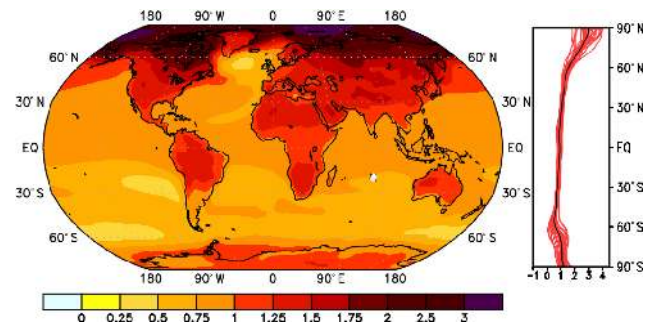 180 90°W 0 90°E 180
90°N
60°N 60°N
30°N 30°N 30°N
EQ EQ EQ
30°S 30°S 30°S
60°S 60°S 60°S
180 90°W 0 90°E 180 90°S
-1 0 1 2 3 4
0 0.25 0.5 0.75 1 1.25 1.5 1.75 2 2.5 3